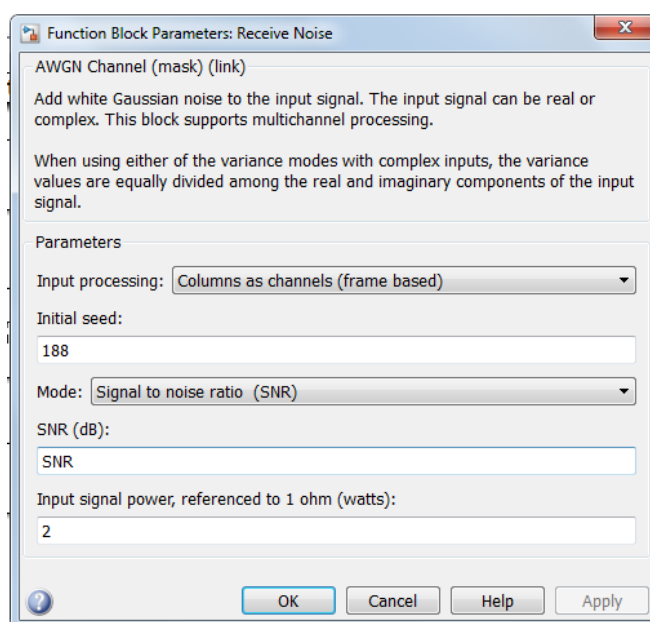 Function Block Parameters: Receive Noise
AWGN Channel (mask) (link)
Add white Gaussian noise to the input signal. The input signal can be real or
complex. This block supports multichannel processing.
When using either of the variance modes with complex inputs, the variance
values are equally divided among the real and imaginary components of the input
signal.
Parameters
Input processing: Columns as channels (frame based)
Initial seed:
188
Mode: Signal to noise ratio (SNR)
SNR (dB):
SNR
Input signal power, referenced to 1 ohm (watts):
2
OK Cancel Help Apply